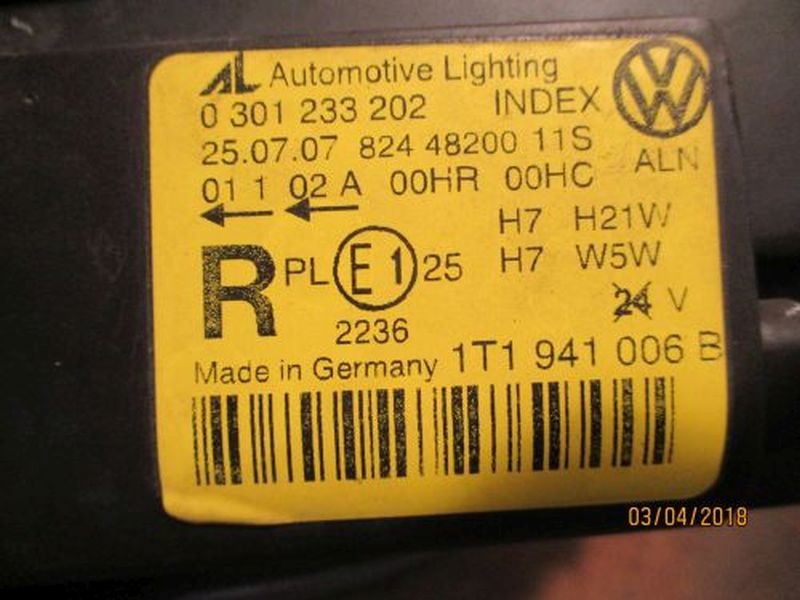 AL Automotive Lighting
0 301 233 202 INDEX
25.07.07 824 48200 11S
ALN
01 1 02 A 00HR 00HC
H7 H21W
R PL E1 25 H7 W5W
24 V
2236
Made in Germany 1T1 941 006 B
03/04/2018